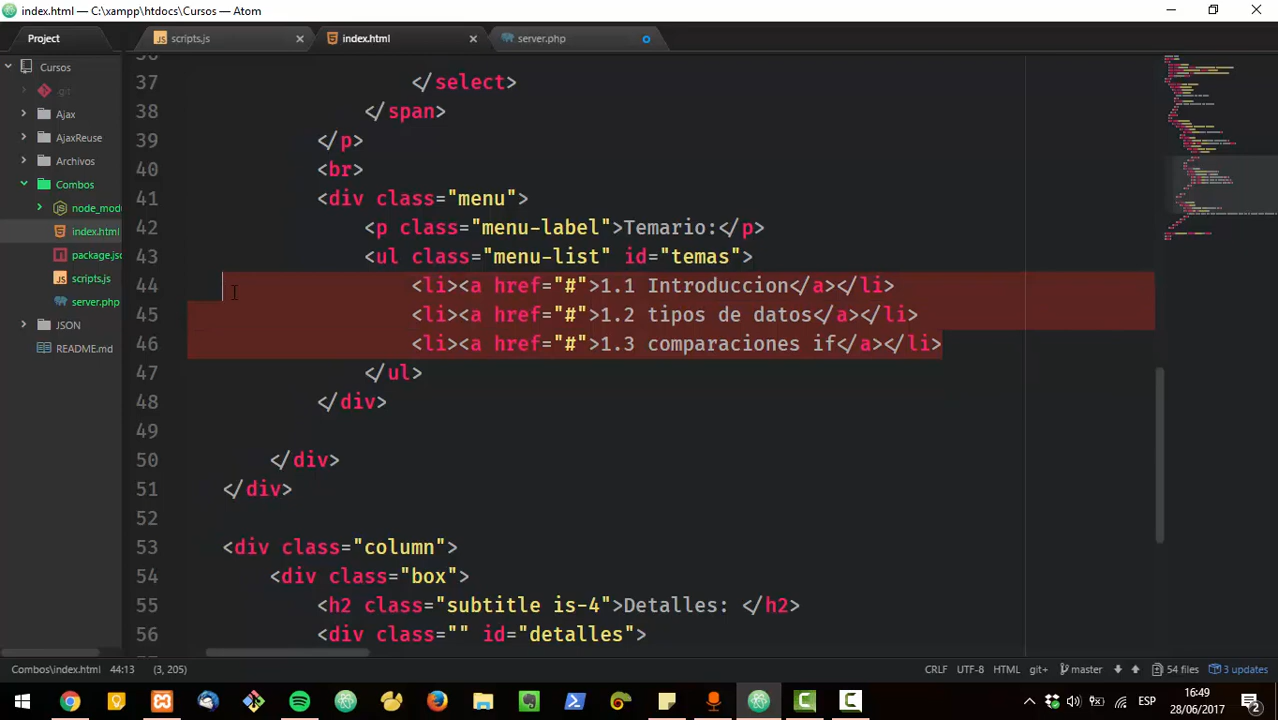 index.html — C:\xampp\htdocs\Cursos — Atom
Project
scripts.js
index.html
server.php
Cursos
.git
Ajax
AjaxReuse
Archivos
Combos
node_mod
index.html
package.jsc
scripts.js
server.php
JSON
README.md
37 </select>
38 </span>
39 </p>
40 <br>
41 <div class="menu">
42 <p class="menu-label">Temario:</p>
43 <ul class="menu-list" id="temas">
44 <li><a href="#">1.1 Introduccion</a></li>
45 <li><a href="#">1.2 tipos de datos</a></li>
46 <li><a href="#">1.3 comparaciones if</a></li>
47 </ul>
48 </div>
49
50 </div>
51 </div>
52
53 <div class="column">
54 <div class="box">
55 <h2 class="subtitle is-4">Detalles: </h2>
56 <div class="" id="detalles">
Combos\index.html 44:13 (3, 205) CRLF UTF-8 HTML git+ master 54 files 3 updates
ESP
16:49
28/06/2017
2